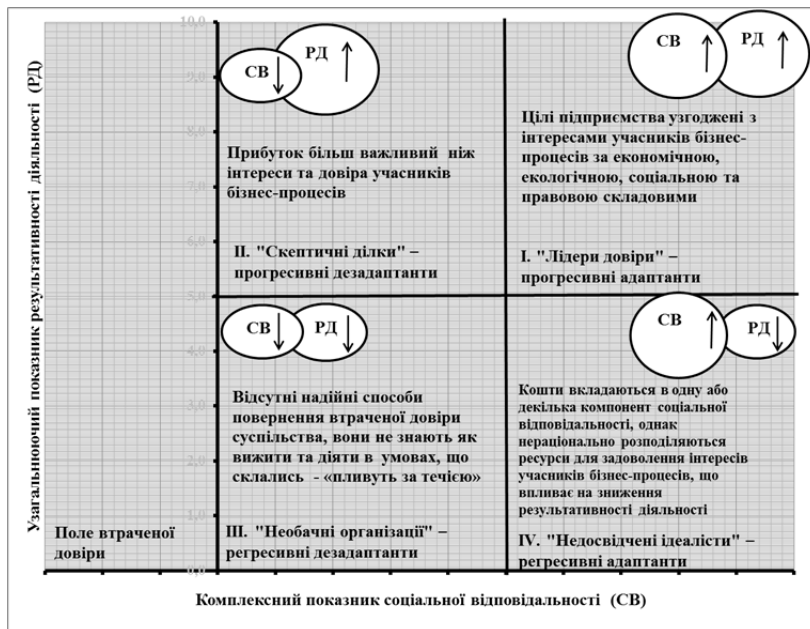 Узагальнюючий показник результативності діяльності (РД)
10,0
9,0
8,0
7,0
6,0
5,0
4,0
3,0
2,0
1,0
0,0
СВ
РД
Прибуток більш важливий ніж
інтереси та довіра учасників
бізнес-процесів
ІІ. "Скептичні ділки" –
прогресивні дезадаптанти
СВ
РД
Цілі підприємства узгоджені з
інтересами учасників бізнес-
процесів за економічною,
екологічною, соціальною та
правовою складовими
І. "Лідери довіри" –
прогресивні адаптанти
СВ
РД
Відсутні надійні способи
повернення втраченої довіри
суспільства, вони не знають як
вижити та діяти в умовах, що
склались - «пливуть за течією»
ІІІ. "Необачні організації" –
регресивні дезадаптанти
СВ
РД
Кошти вкладаються в одну або
декілька компонент соціальної
відповідальності, однак
нераціонально розподіляються
ресурси для задоволення інтересів
учасників бізнес-процесів, що
впливає на зниження
результативності діяльності
IV. "Недосвідчені ідеалісти" –
регресивні адаптанти
Поле втраченої
довіри
Комплексний показник соціальної відповідальності (СВ)